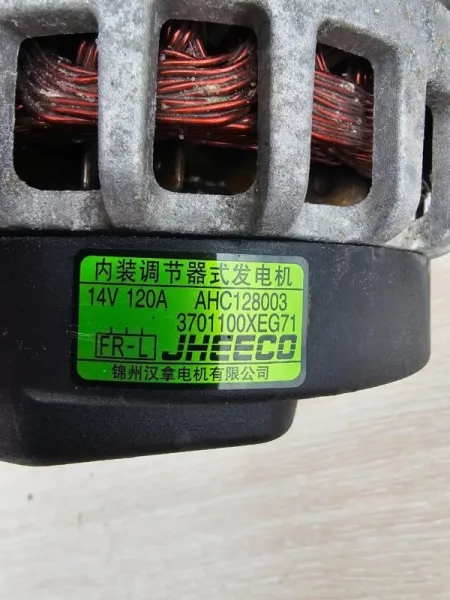 内装调节器式发电机
14V 120A AHC128003
3701100XEG71
FR-L JHEECO
锦州汉拿电机有限公司